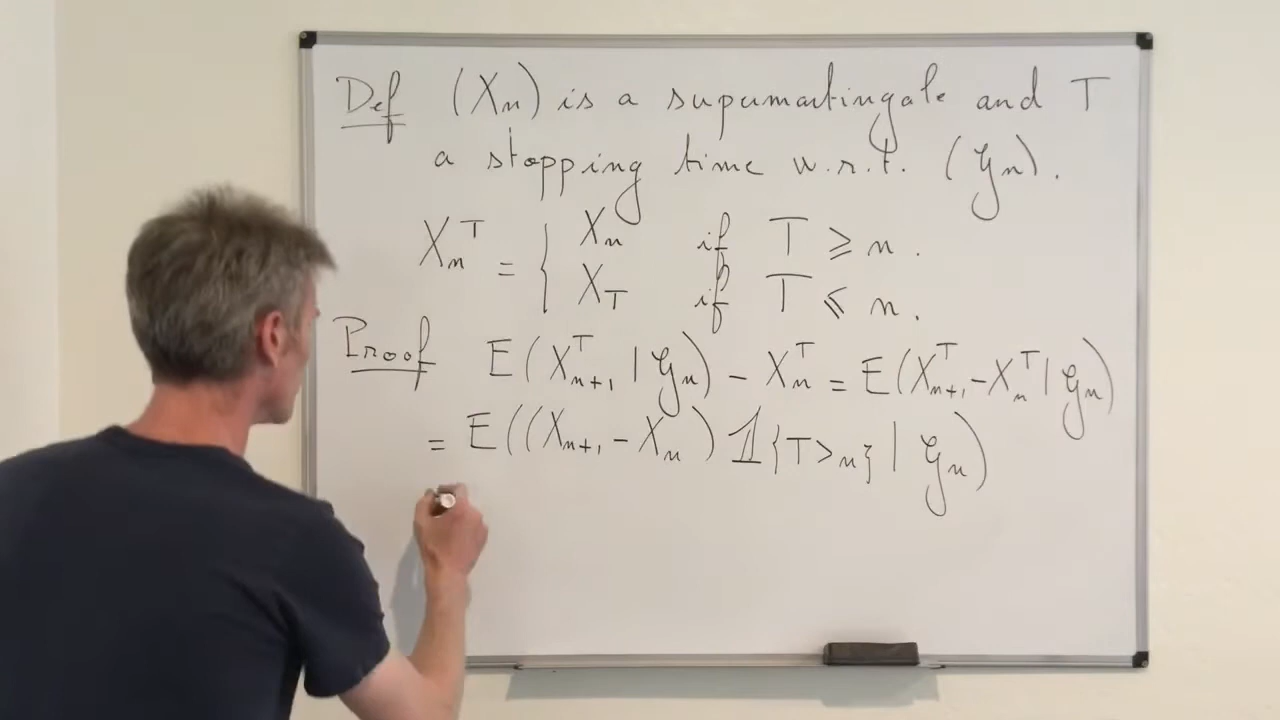 Def (Xₙ) is a supermartingale and T
a stopping time w.r.t. (𝒢ₙ).
Xₙᵀ = { Xₙ if T ⩾ n.
X_T if T ⩽ n.
Proof E(Xₙ₊₁ᵀ | 𝒢ₙ) - Xₙᵀ = E(Xₙ₊₁ᵀ - Xₙᵀ | 𝒢ₙ)
= E((Xₙ₊₁ - Xₙ) 𝟙{T>n} | 𝒢ₙ)